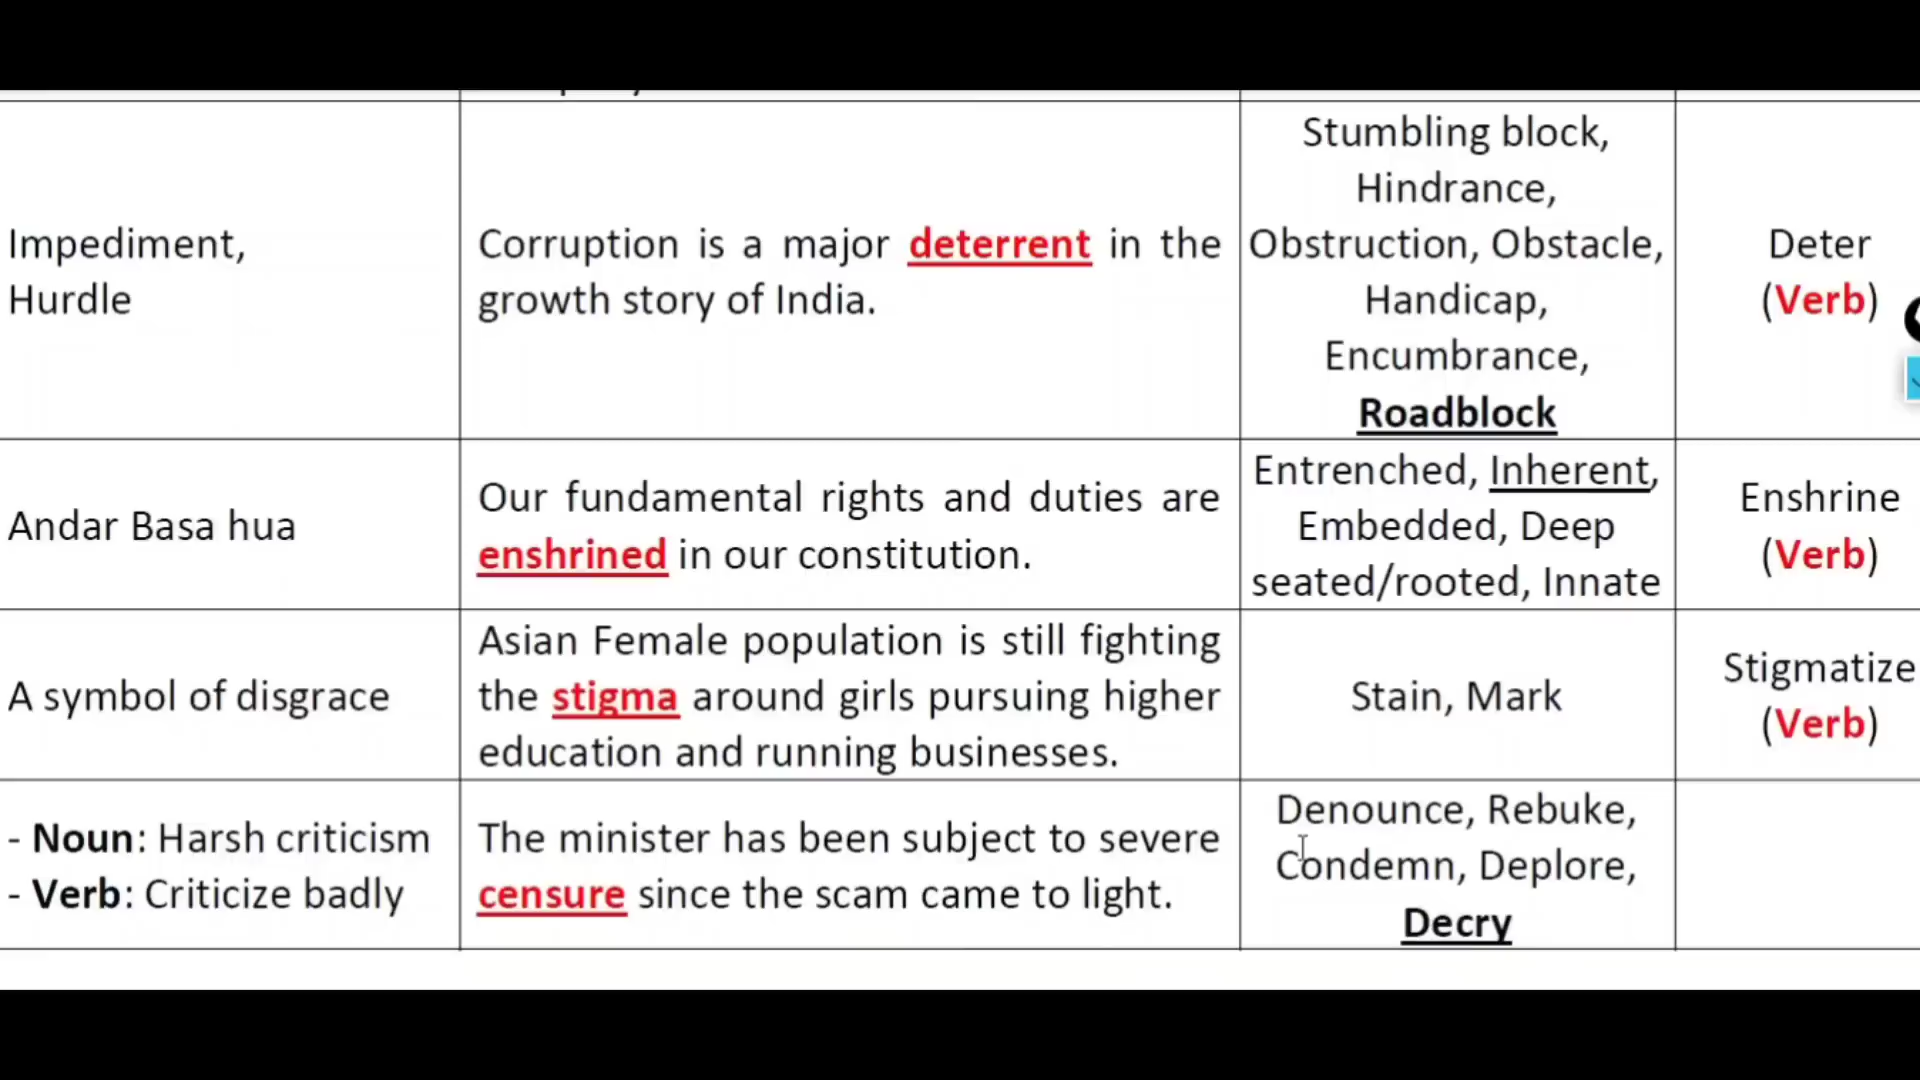 Impediment,
Hurdle
Corruption is a major deterrent in the
growth story of India.
Stumbling block,
Hindrance,
Obstruction, Obstacle,
Handicap,
Encumbrance,
Roadblock
Deter
(Verb)
Andar Basa hua
Our fundamental rights and duties are
enshrined in our constitution.
Entrenched, Inherent,
Embedded, Deep
seated/rooted, Innate
Enshrine
(Verb)
A symbol of disgrace
Asian Female population is still fighting
the stigma around girls pursuing higher
education and running businesses.
Stain, Mark
Stigmatize
(Verb)
- Noun: Harsh criticism
- Verb: Criticize badly
The minister has been subject to severe
censure since the scam came to light.
Denounce, Rebuke,
Condemn, Deplore,
Decry